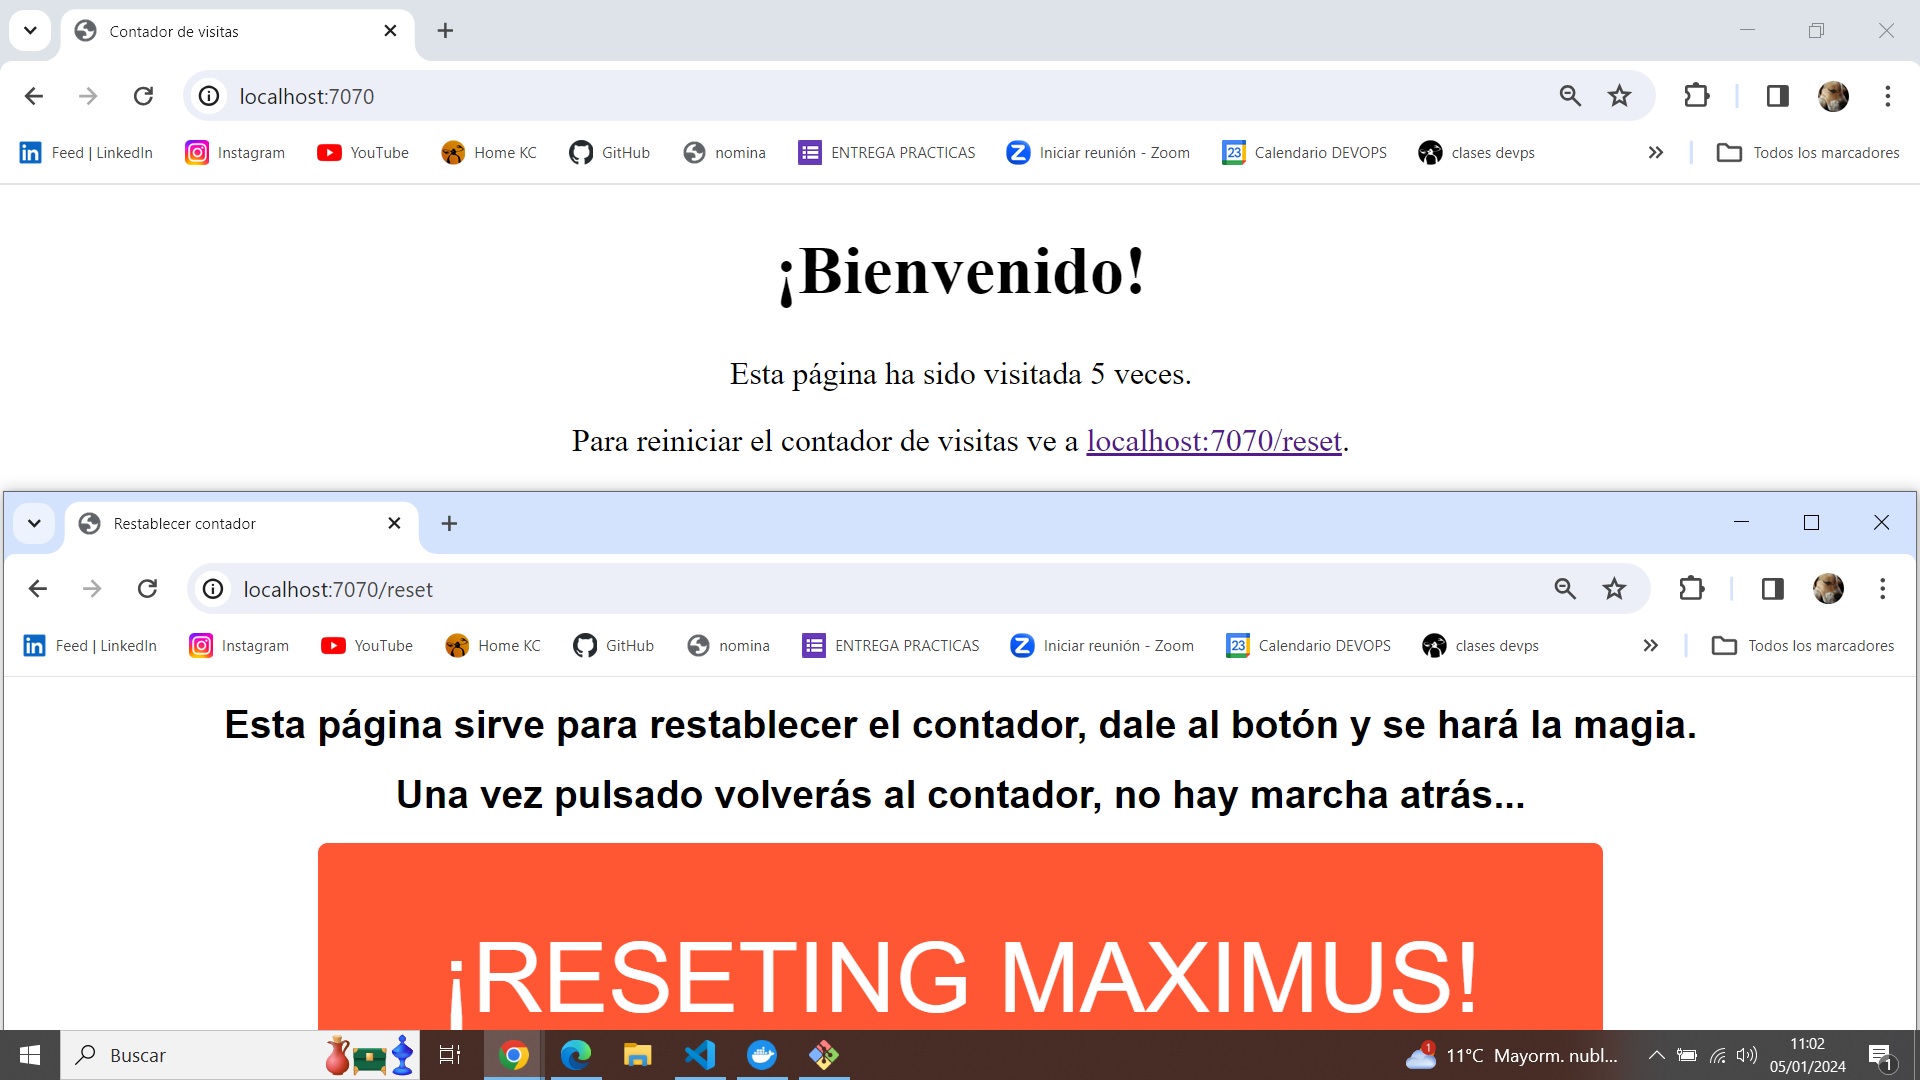 Contador de visitas
localhost:7070
Feed | LinkedIn Instagram YouTube Home KC GitHub nomina ENTREGA PRACTICAS Iniciar reunión - Zoom 23 Calendario DEVOPS clases devps » Todos los marcadores
¡Bienvenido!
Esta página ha sido visitada 5 veces.
Para reiniciar el contador de visitas ve a localhost:7070/reset.
Restablecer contador
localhost:7070/reset
Feed | LinkedIn Instagram YouTube Home KC GitHub nomina ENTREGA PRACTICAS Iniciar reunión - Zoom 23 Calendario DEVOPS clases devps » Todos los marcadores
Esta página sirve para restablecer el contador, dale al botón y se hará la magia.
Una vez pulsado volverás al contador, no hay marcha atrás...
¡RESETING MAXIMUS!
Buscar
1 11°C Mayorm. nubl...
11:02
05/01/2024
1